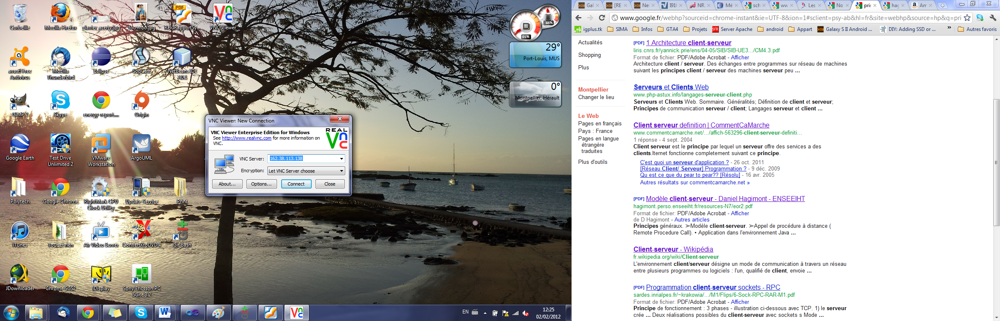 Corbeille
Mozilla Firefox
clavier azerty.jpg
too+roo.jpg
PDF
ReluRapportSy...
VNC-Viewer
avast! Free Antivirus
Mozilla Thunderbird
Eclipse
SopCast
NetBeans IDE 7.0.1
GIMP 2
Skype
energy-report....
Origin
Google Earth
Test Drive Unlimited 2
VMware Workstation
ArgoUML
Polytech
Google Chrome
RightMark CPU Clock Utility
Update Service
Print
iTunes
Tout et rien
Air Video Server
ConvertXtoDVD 4
Git Bash
JDownloader
Chrome SGS2
iDisplay
Sony Ericsson PC Suite 3.2
46%
01%
29°
Port-Louis, MUS
0°
Montpellier, Hérault
VNC Viewer: New Connection
VNC Viewer Enterprise Edition for Windows
See http://www.realvnc.com for more information on
VNC.
REAL
VNC
VNC Server: 162.38.113.138
Encryption: Let VNC Server choose
About... Options... Connect Close
EN
12:25
02/02/2012
Gal
[RE
Ne
I91(
NR.
Mé
sch
ww
Les
No
prin
hag
Am
www.google.fr/webhp?sourceid=chrome-instant&ie=UTF-8&ion=1#sclient=psy-ab&hl=fr&site=webhp&source=hp&q=pri
igplus.tk SIMA Infos GTA4 Projets SFR Server Apache android Appart xda Galaxy S II Android ... DIY: Adding SSD or ... » Autres favoris
Actualités
Shopping
Plus
Montpellier
Changer le lieu
Le Web
Pages en français
Pays : France
Pages en langue
étrangère
traduites
Plus d'outils
[PDF] 1 Architecture client-serveur
liris.cnrs.fr/yannick.prie/ens/04-05/SIB/SIB-UE3.../CM4.3.pdf
Format de fichier: PDF/Adobe Acrobat - Afficher
Architecture client / serveur. Des échanges entre programmes sur réseau de machines
suivant les principes client / serveur des machines serveur peu ...
Serveurs et Clients Web
www.php-astux.info/langages-serveur-client.php
Serveurs et Clients Web. Sommaire. Généralités; Définition de client et serveur;
Principes de communication serveur / client; Langages serveur et client ...
Client serveur definition | CommentCaMarche
www.commentcamarche.net/.../affich-563296-client-serveur-definiti...
1 réponse - 4 sept. 2004
Client serveur est le principe par lequel un serveur offre des services a des
clients.Iternet fonctionne completement suivant ce principe.
C'est quoi un serveur d'application ? - 26 oct. 2011
[Réseau Client/ Serveur] Programmation ? - 9 déc. 2009
Qu est ce que du pear to pear?? [Résolu] - 16 avr. 2005
Autres résultats sur commentcamarche.net »
[PDF] Modèle client-serveur - Daniel Hagimont - ENSEEIHT
hagimont.perso.enseeiht.fr/resources-N7/eor2.pdf
Format de fichier: PDF/Adobe Acrobat - Afficher
de D Hagimont - Autres articles
Principes généraux. ➢Modèle client-serveur. ➢Appel de procédure à distance (
Remote Procedure Call). ▪ Application dans l'environnement Java ...
Client-serveur - Wikipédia
fr.wikipedia.org/wiki/Client-serveur
L'environnement client/serveur désigne un mode de communication à travers un réseau
entre plusieurs programmes ou logiciels : l'un, qualifié de client, envoie ...
[PDF] Programmation client-serveur sockets - RPC
sardes.inrialpes.fr/~krakowia/.../M1/Flips/6-Sock-RPC-RAR-M1.pdf
Format de fichier: PDF/Adobe Acrobat - Afficher
Principe de fonctionnement : 3 phases - illustration ci-dessous avec TCP. 1) le serveur
crée ... Deux réalisations possibles du client-serveur avec sockets s Mode ...